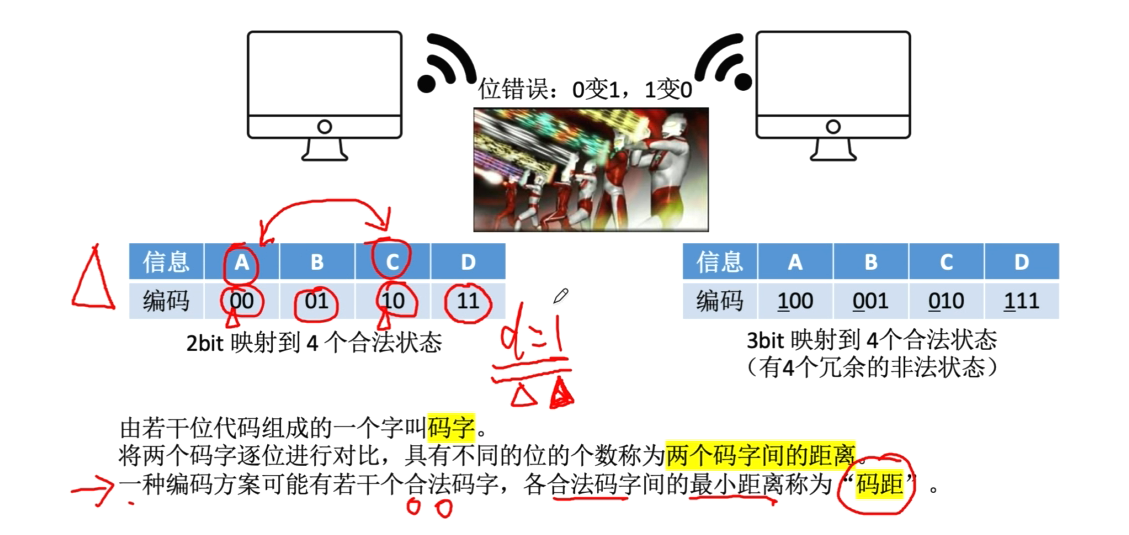 位错误：0变1，1变0
信息 A B C D
编码 00 01 10 11
2bit 映射到 4 个合法状态
d=1
信息 A B C D
编码 100 001 010 111
3bit 映射到 4个合法状态
（有4个冗余的非法状态）
由若干位代码组成的一个字叫码字。
将两个码字逐位进行对比，具有不同的位的个数称为两个码字间的距离。
一种编码方案可能有若干个合法码字，各合法码字间的最小距离称为“码距”。